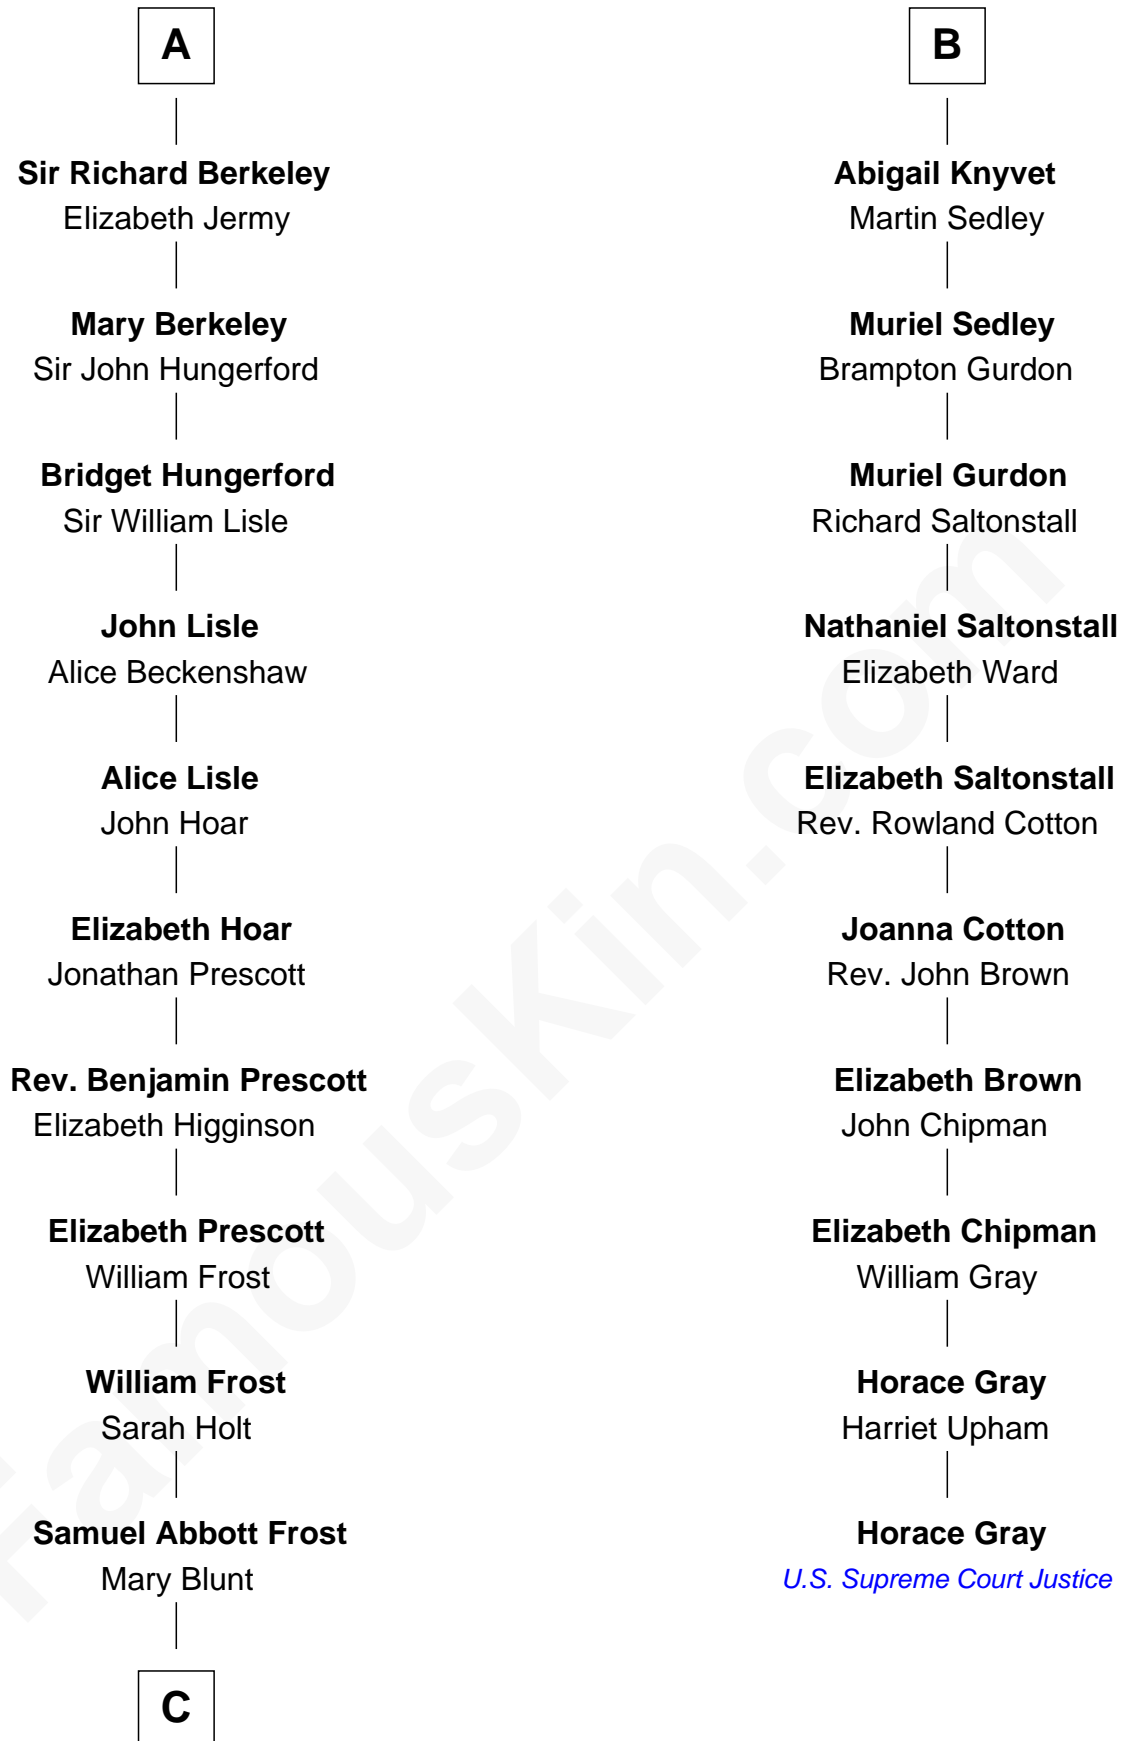 A
Sir Richard Berkeley
Elizabeth Jermy
Mary Berkeley
Sir John Hungerford
Bridget Hungerford
Sir William Lisle
John Lisle
Alice Beckenshaw
Alice Lisle
John Hoar
Elizabeth Hoar
Jonathan Prescott
Rev. Benjamin Prescott
Elizabeth Higginson
Elizabeth Prescott
William Frost
William Frost
Sarah Holt
Samuel Abbott Frost
Mary Blunt
C
B
Abigail Knyvet
Martin Sedley
Muriel Sedley
Brampton Gurdon
Muriel Gurdon
Richard Saltonstall
Nathaniel Saltonstall
Elizabeth Ward
Elizabeth Saltonstall
Rev. Rowland Cotton
Joanna Cotton
Rev. John Brown
Elizabeth Brown
John Chipman
Elizabeth Chipman
William Gray
Horace Gray
Harriet Upham
Horace Gray
U.S. Supreme Court Justice
FamousKin.com